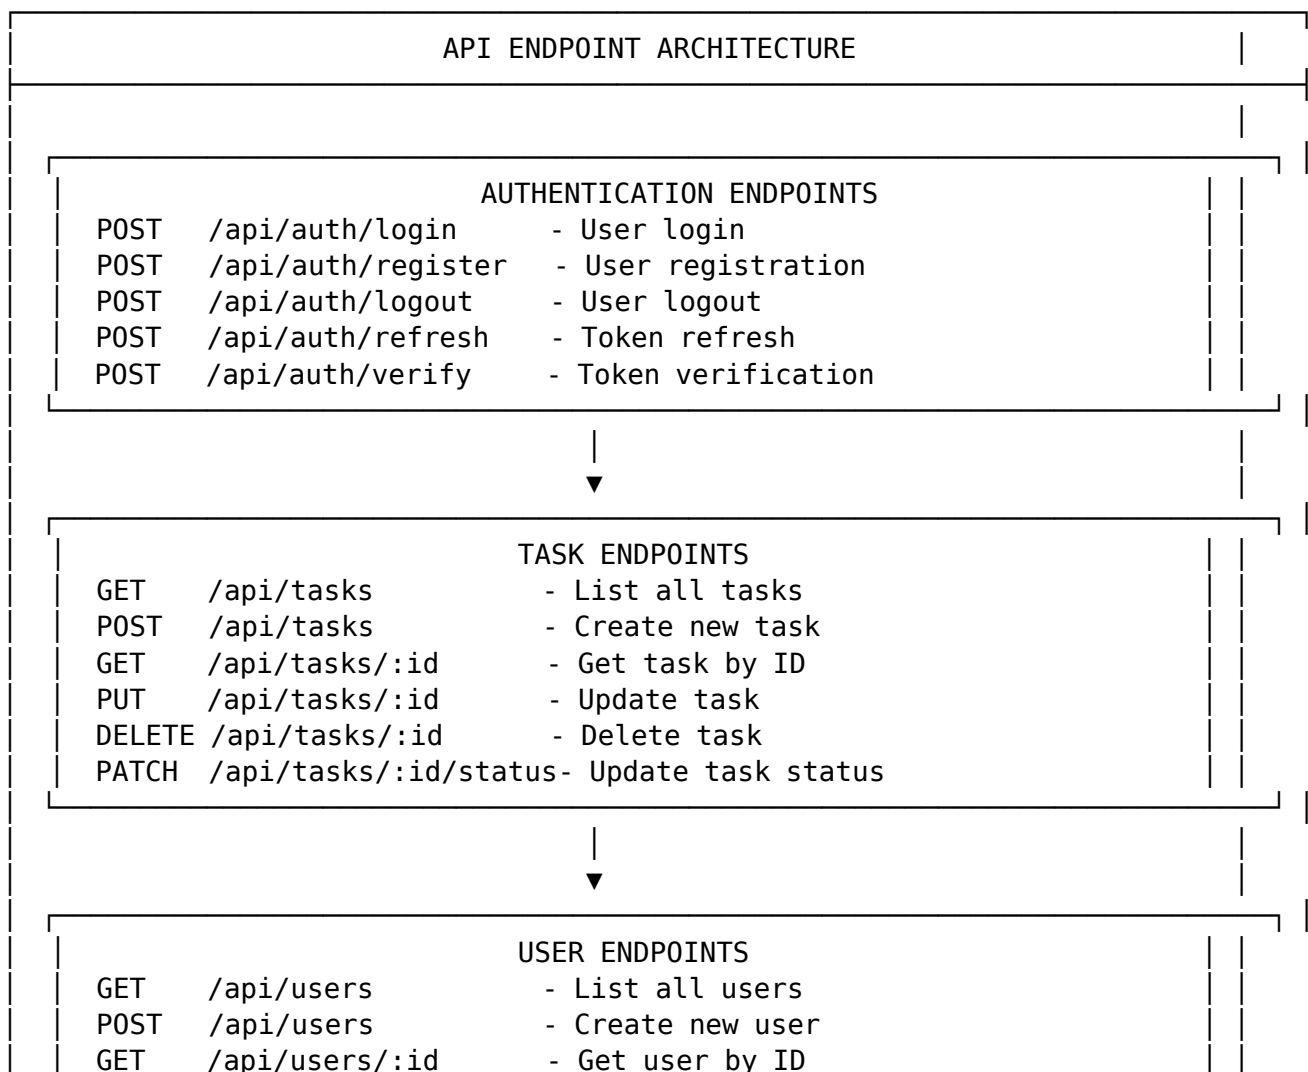 API ENDPOINT ARCHITECTURE
AUTHENTICATION ENDPOINTS
POST /api/auth/login - User login
POST /api/auth/register - User registration
POST /api/auth/logout - User logout
POST /api/auth/refresh - Token refresh
POST /api/auth/verify - Token verification
TASK ENDPOINTS
GET /api/tasks - List all tasks
POST /api/tasks - Create new task
GET /api/tasks/:id - Get task by ID
PUT /api/tasks/:id - Update task
DELETE /api/tasks/:id - Delete task
PATCH /api/tasks/:id/status- Update task status
USER ENDPOINTS
GET /api/users - List all users
POST /api/users - Create new user
GET /api/users/:id - Get user by ID